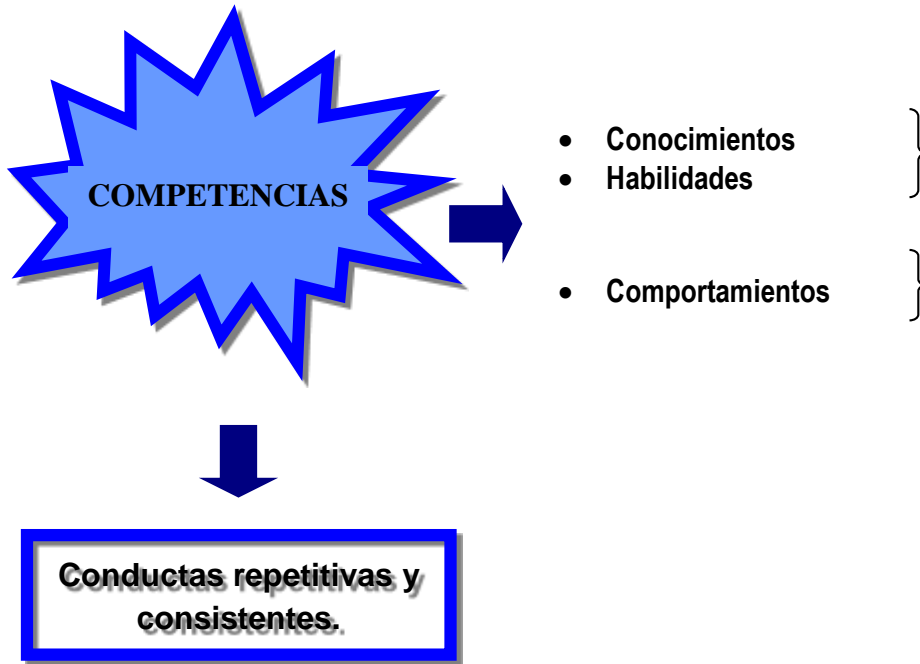 COMPETENCIAS
• Conocimientos
• Habilidades
• Comportamientos
Conductas repetitivas y
consistentes.